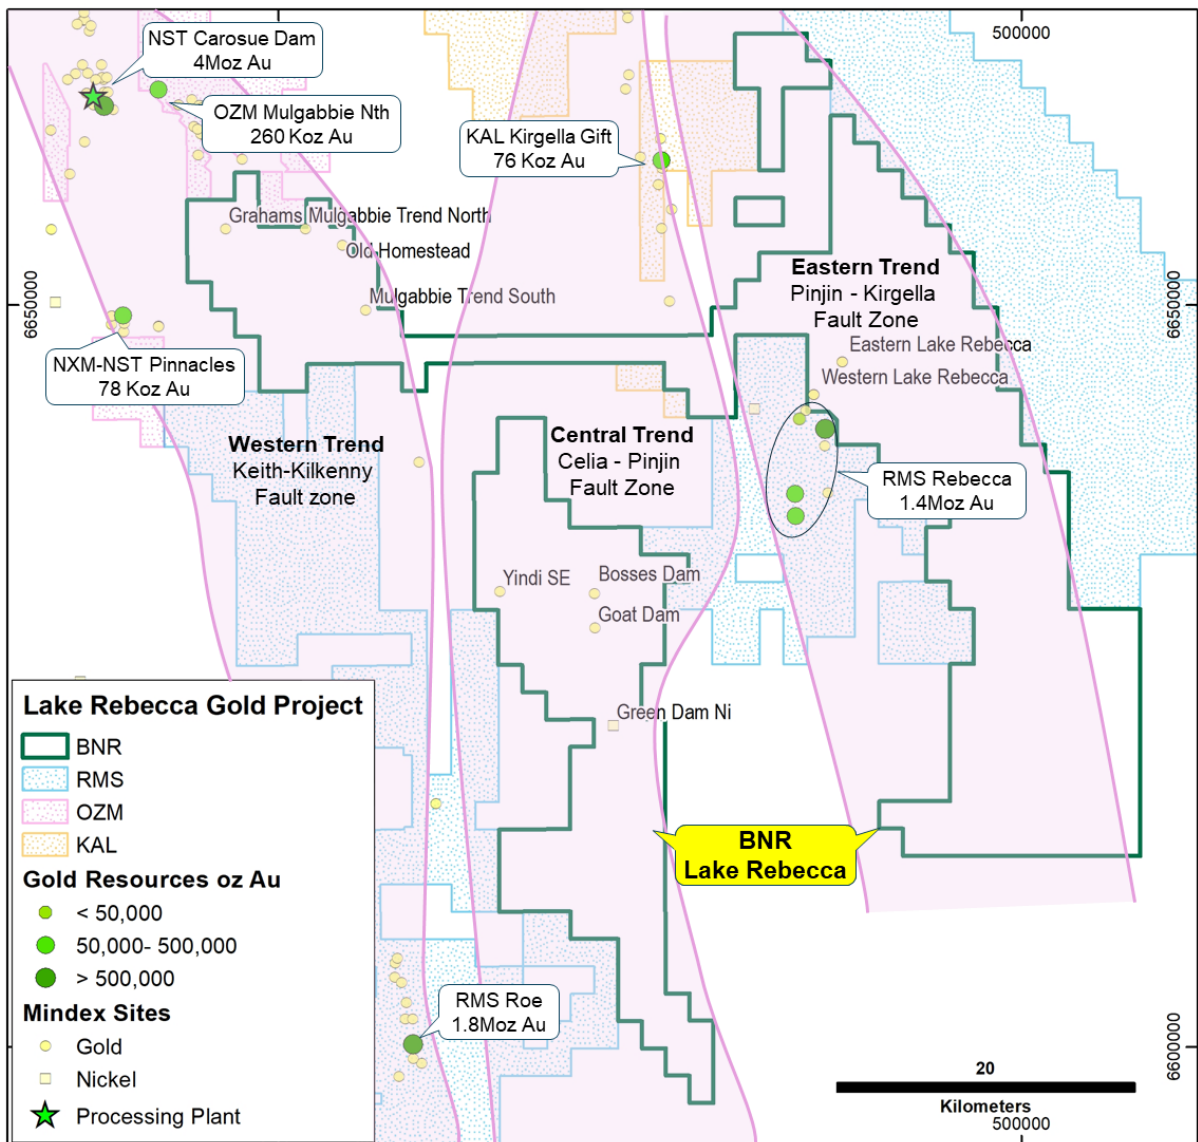 500000
NST Carosue Dam
4Moz Au
OZM Mulgabbie Nth
260 Koz Au
KAL Kirgella Gift
76 Koz Au
Grahams
Mulgabbie Trend North
Old Homestead
Mulgabbie Trend South
6650000
6650000
Eastern Trend
Pinjin - Kirgella
Fault Zone
Eastern Lake Rebecca
Western Lake Rebecca
NXM-NST Pinnacles
78 Koz Au
Western Trend
Keith-Kilkenny
Fault zone
Central Trend
Celia - Pinjin
Fault Zone
RMS Rebecca
1.4Moz Au
Yindi SE
Bosses Dam
Goat Dam
Green Dam Ni
BNR
Lake Rebecca
Lake Rebecca Gold Project
BNR
RMS
OZM
KAL
Gold Resources oz Au
< 50,000
50,000- 500,000
> 500,000
Mindex Sites
Gold
Nickel
Processing Plant
RMS Roe
1.8Moz Au
6600000
20
Kilometers
500000